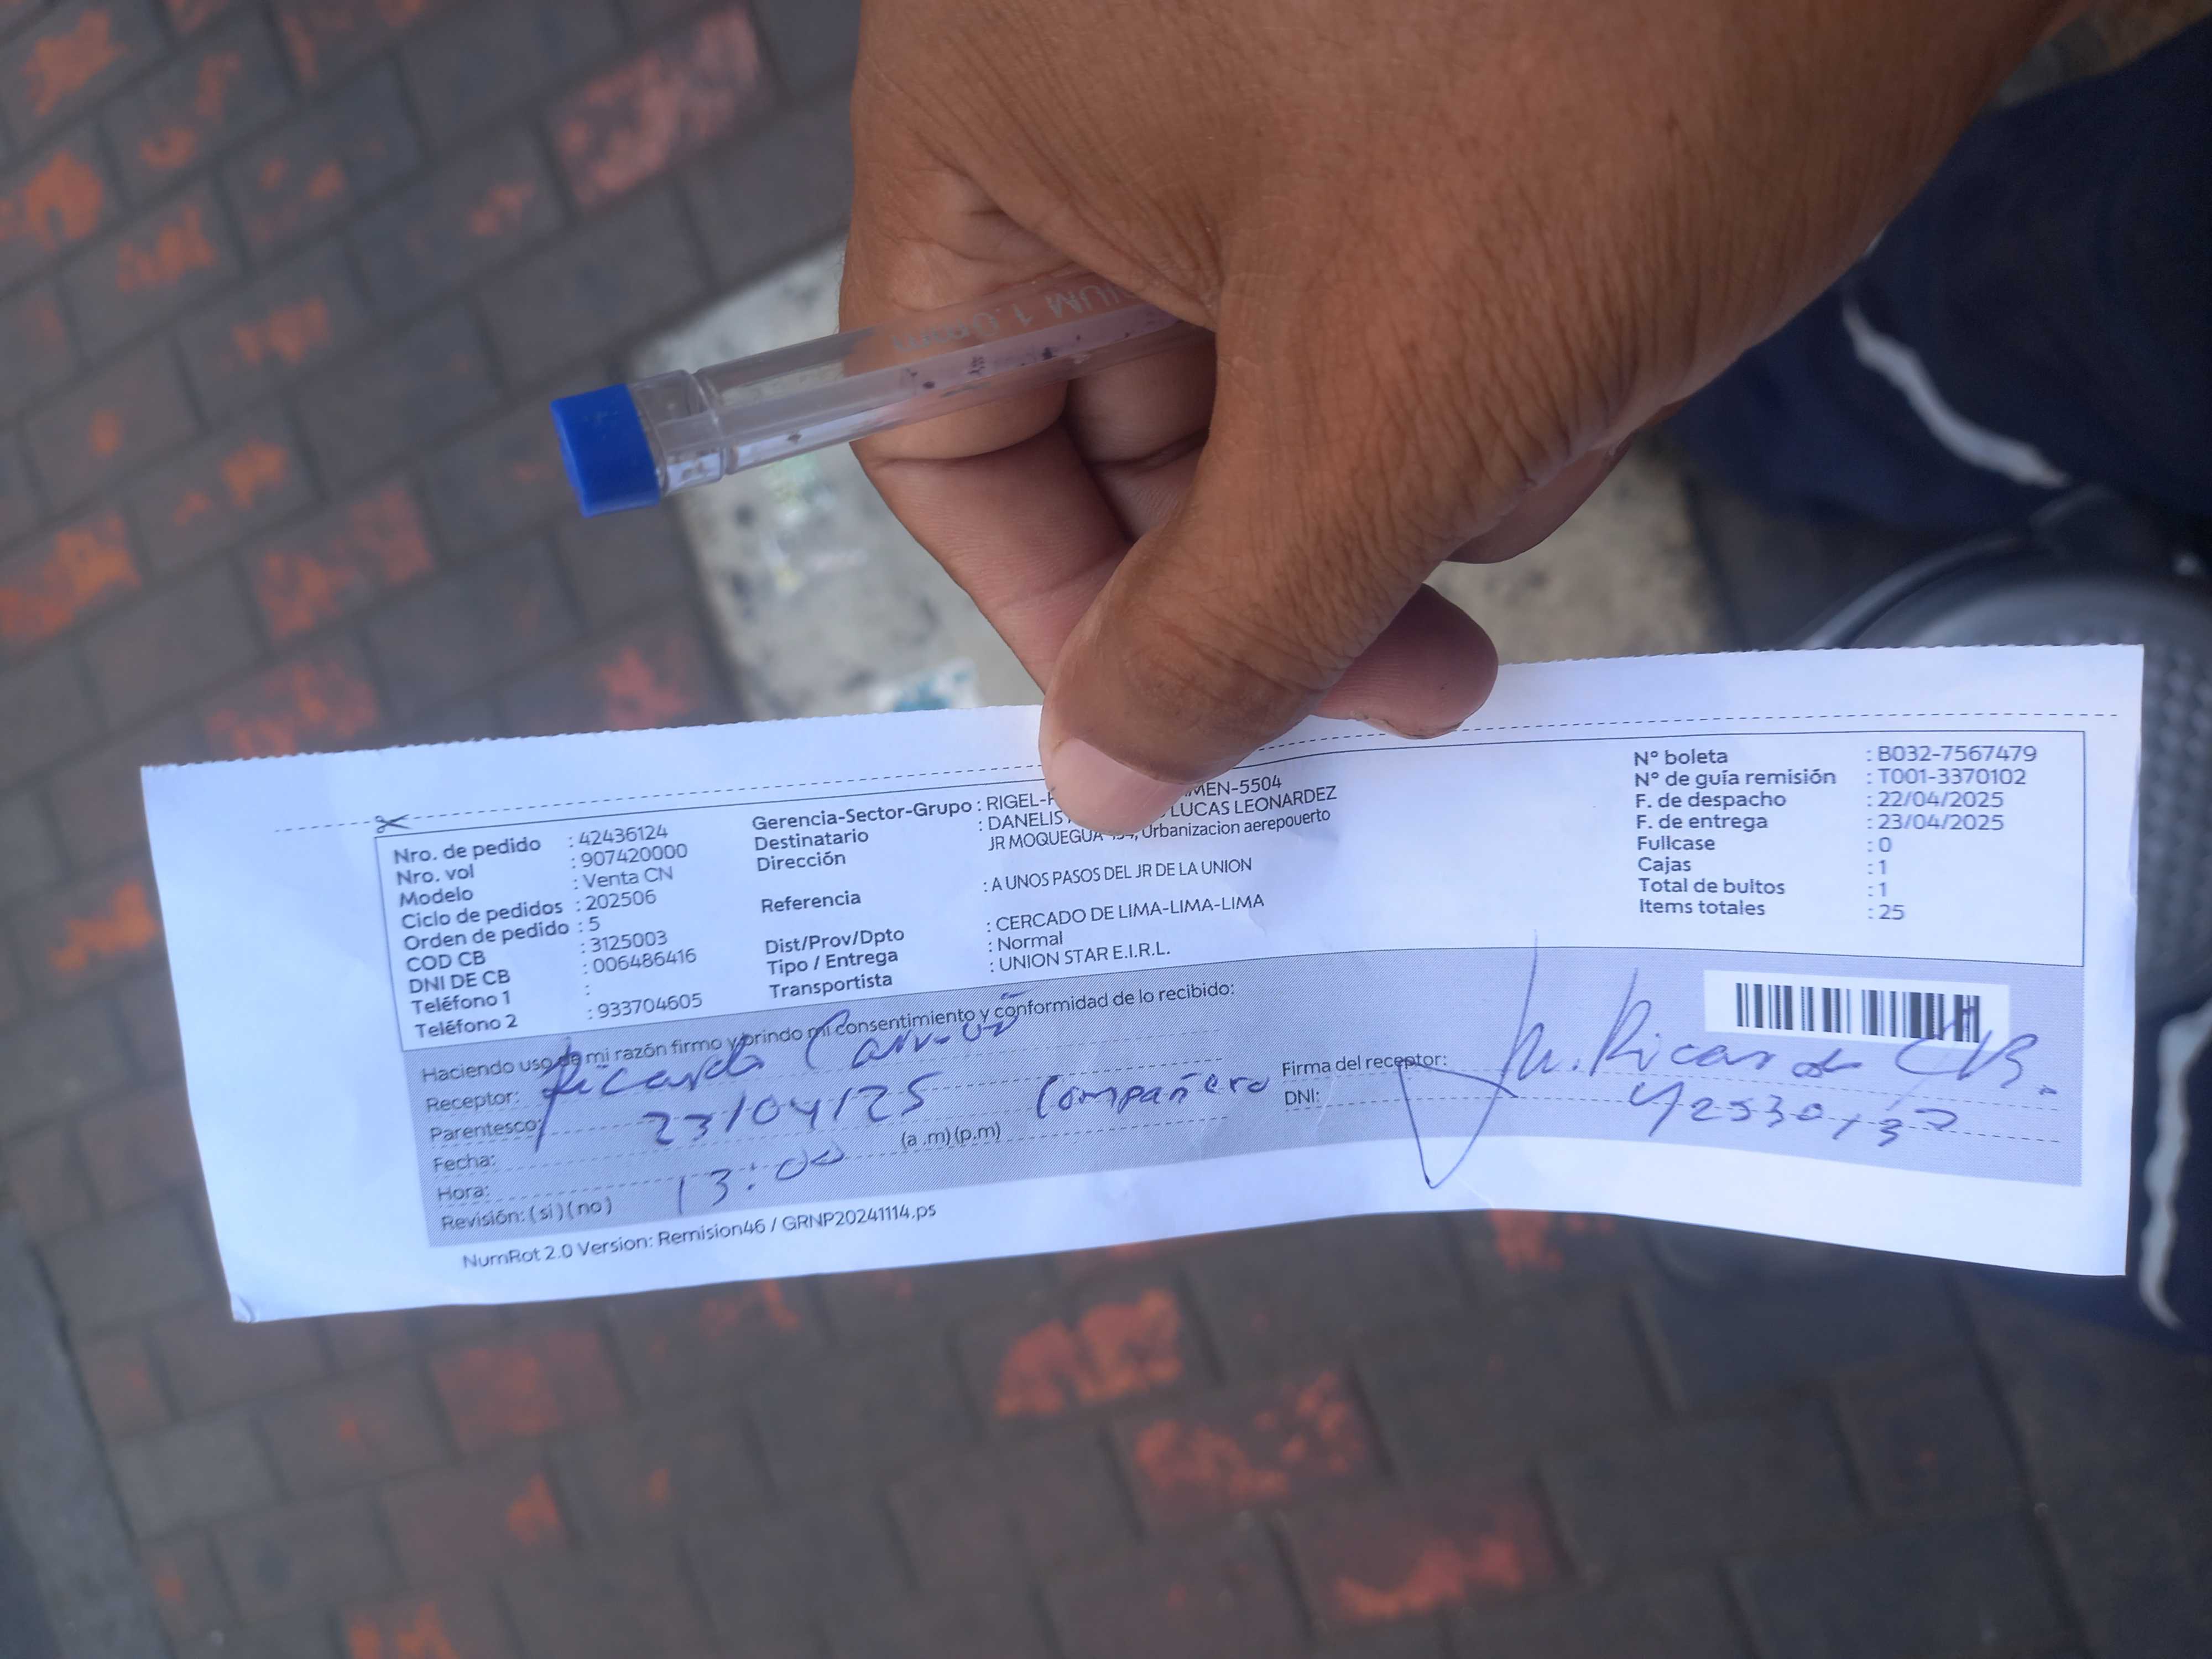 Nro. de pedido : 42436124
Nro. vol : 907420000
Modelo : Venta CN
Ciclo de pedidos : 202506
Orden de pedido : 5
COD CB : 3125003
DNI DE CB : 006486416
Teléfono 1 :
Teléfono 2 : 933704605
Gerencia-Sector-Grupo : RIGEL- MEN-5504
Destinatario : DANELIS LUCAS LEONARDEZ
Dirección JR MOQUEGUA Urbanizacion aerepouerto
Referencia : A UNOS PASOS DEL JR DE LA UNION
Dist/Prov/Dpto : CERCADO DE LIMA-LIMA-LIMA
Tipo / Entrega : Normal
Transportista : UNION STAR E.I.R.L.
N° boleta : B032-7567479
N° de guía remisión : T001-3370102
F. de despacho : 22/04/2025
F. de entrega : 23/04/2025
Fullcase : 0
Cajas : 1
Total de bultos : 1
Items totales : 25
Haciendo uso de mi razón firmo y brindo mi consentimiento y conformidad de lo recibido:
Receptor: Ricardo
Parentesco: Compañero
Fecha: 23/04/25
Hora: 13:00 (a .m) (p.m)
Revisión: ( si ) ( no )
Firma del receptor: Ricardo
DNI:
NumRot 2.0 Version: Remision46 / GRNP20241114.ps
1.0mm